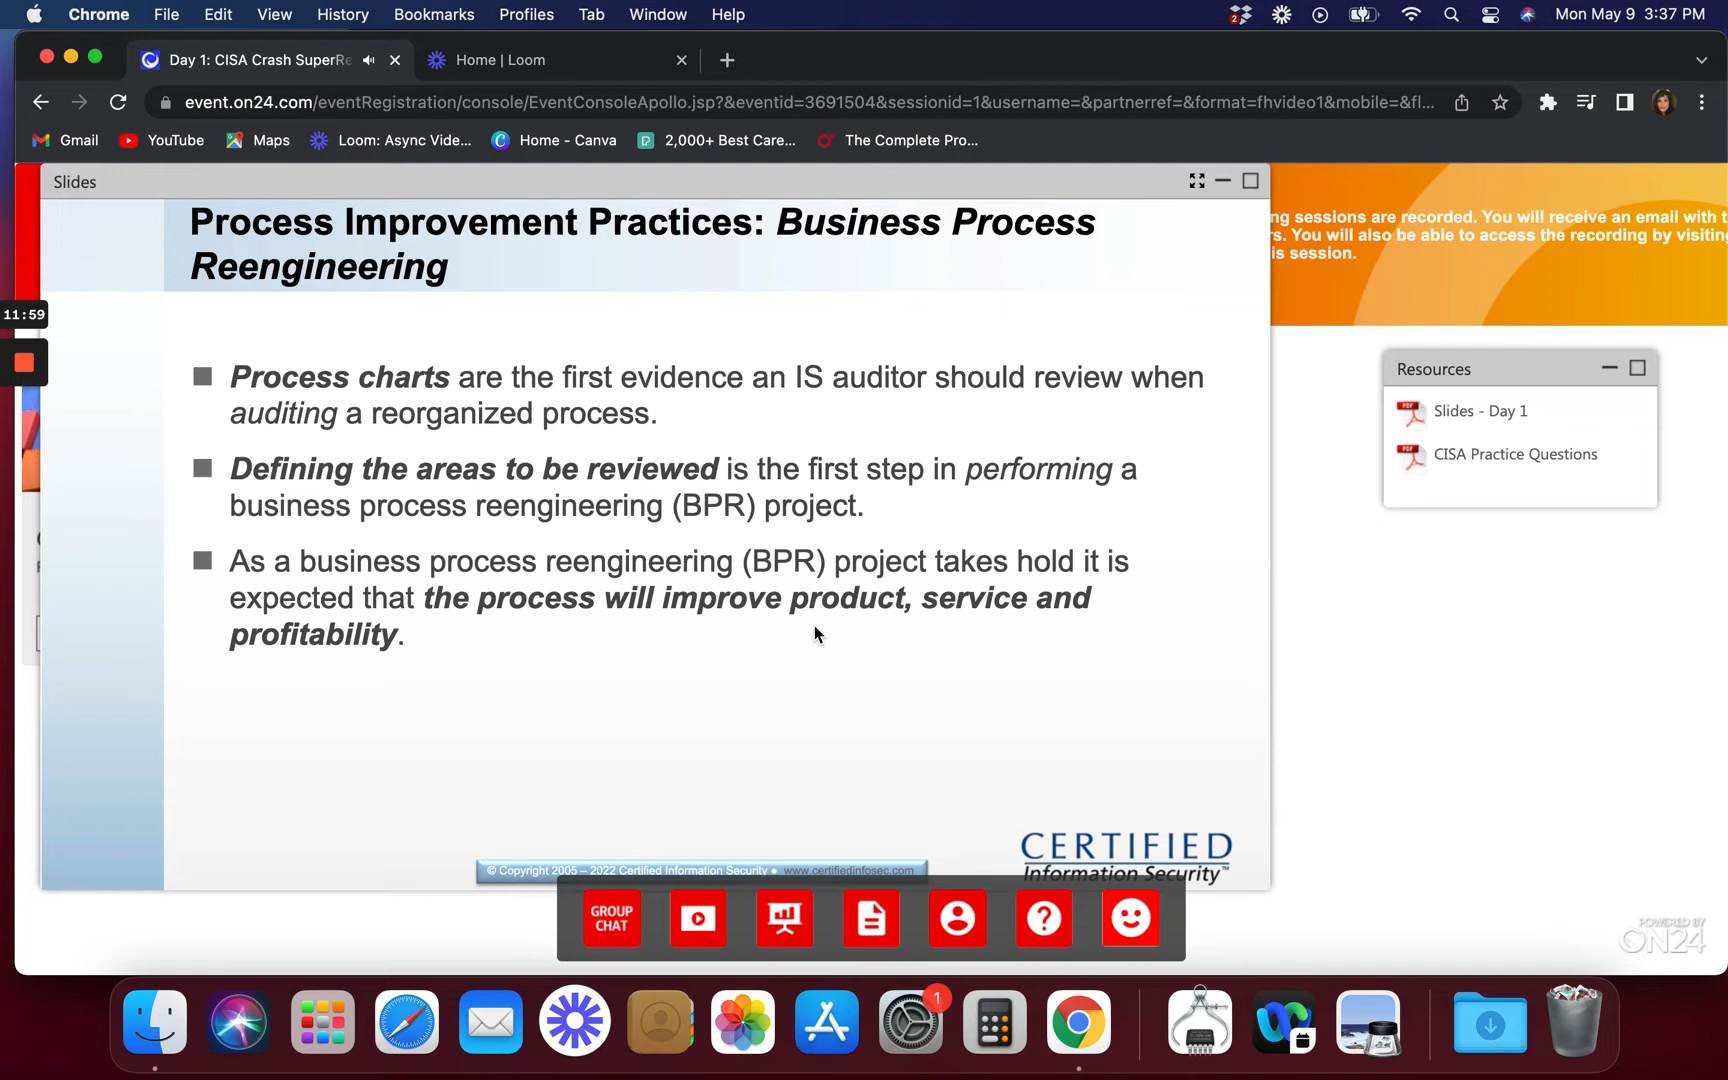 Chrome File Edit View History Bookmarks Profiles Tab Window Help
2
Mon May 9 3:37 PM
Day 1: CISA Crash SuperRe
Home | Loom
event.on24.com/eventRegistration/console/EventConsoleApollo.jsp?&eventid=3691504&sessionid=1&username=&partnerref=&format=fhvideo1&mobile=&fl...
Gmail YouTube Maps Loom: Async Vide... Home - Canva 2,000+ Best Care... The Complete Pro...
Slides
Process Improvement Practices: Business Process
Reengineering
ng sessions are recorded. You will receive an email with t
s. You will also be able to access the recording by visiting
is session.
11:59
Process charts are the first evidence an IS auditor should review when
auditing a reorganized process.
Defining the areas to be reviewed is the first step in performing a
business process reengineering (BPR) project.
As a business process reengineering (BPR) project takes hold it is
expected that the process will improve product, service and
profitability.
Resources
PDF Slides - Day 1
PDF CISA Practice Questions
© Copyright 2005 – 2022 Certified Information Security ● www.certifiedinfosec.com
CERTIFIED
Information Security™
GROUP
CHAT
POWERED BY
ON24
1